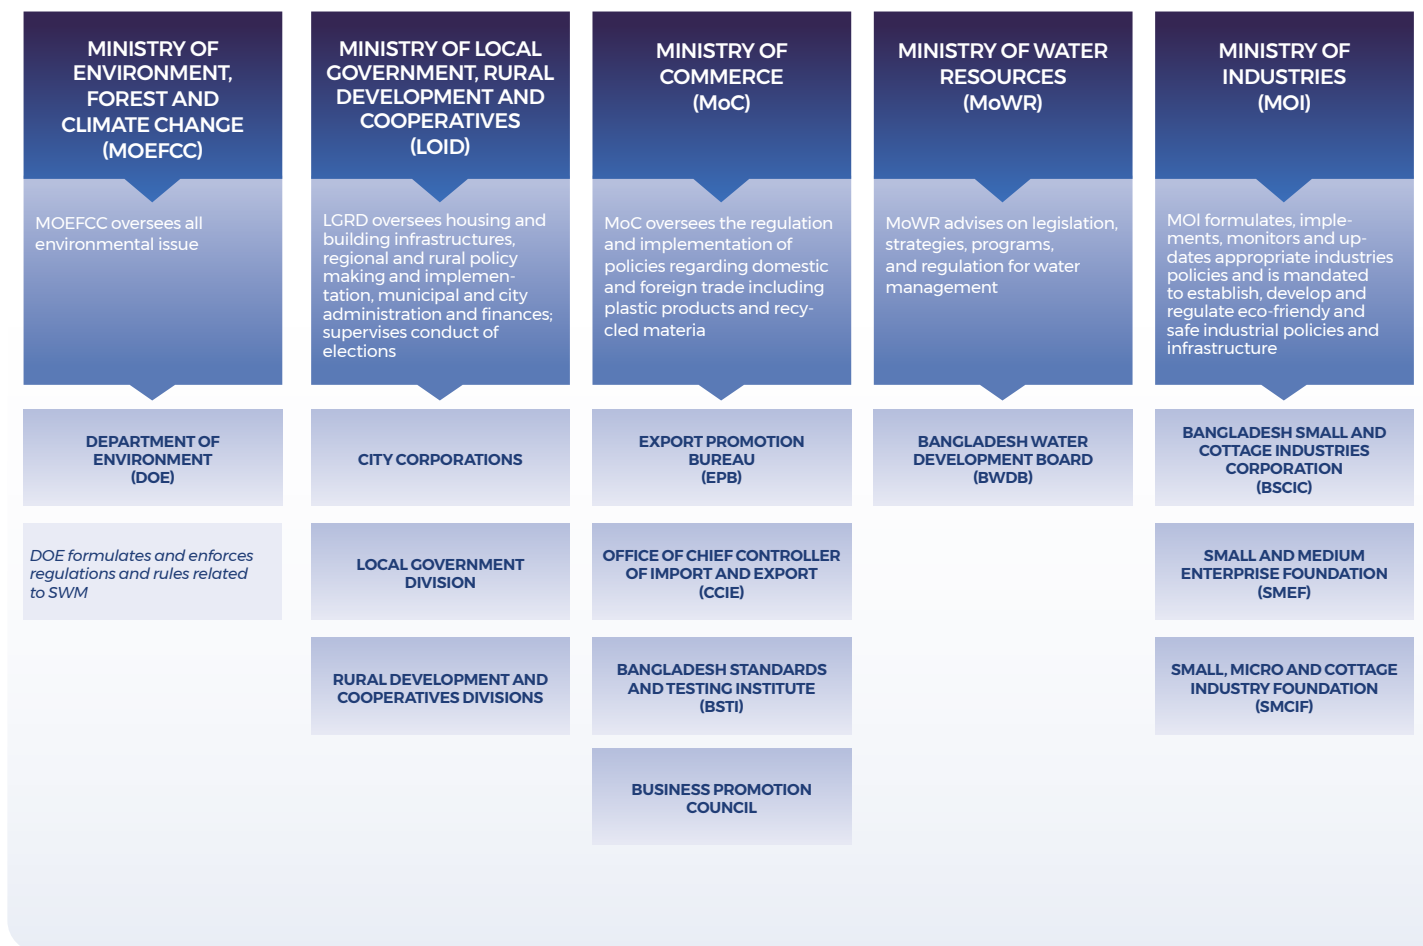 MINISTRY OF
ENVIRONMENT,
FOREST AND
CLIMATE CHANGE
(MOEFCC)
MOEFCC oversees all
environmental issue
DEPARTMENT OF
ENVIRONMENT
(DOE)
DOE formulates and enforces
regulations and rules related
to SWM
MINISTRY OF LOCAL
GOVERNMENT, RURAL
DEVELOPMENT AND
COOPERATIVES
(LOID)
LGRD oversees housing and
building infrastructures,
regional and rural policy
making and implemen-
tation, municipal and city
administration and finances;
supervises conduct of
elections
CITY CORPORATIONS
LOCAL GOVERNMENT
DIVISION
RURAL DEVELOPMENT AND
COOPERATIVES DIVISIONS
MINISTRY OF
COMMERCE
(MoC)
MoC oversees the regulation
and implementation of
policies regarding domestic
and foreign trade including
plastic products and recy-
cled materia
EXPORT PROMOTION
BUREAU
(EPB)
OFFICE OF CHIEF CONTROLLER
OF IMPORT AND EXPORT
(CCIE)
BANGLADESH STANDARDS
AND TESTING INSTITUTE
(BSTI)
BUSINESS PROMOTION
COUNCIL
MINISTRY OF WATER
RESOURCES
(MoWR)
MoWR advises on legislation,
strategies, programs,
and regulation for water
management
BANGLADESH WATER
DEVELOPMENT BOARD
(BWDB)
MINISTRY OF
INDUSTRIES
(MOI)
MOI formulates, imple-
ments, monitors and up-
dates appropriate industries
policies and is mandated
to establish, develop and
regulate eco-friendy and
safe industrial policies and
infrastructure
BANGLADESH SMALL AND
COTTAGE INDUSTRIES
CORPORATION
(BSCIC)
SMALL AND MEDIUM
ENTERPRISE FOUNDATION
(SMEF)
SMALL, MICRO AND COTTAGE
INDUSTRY FOUNDATION
(SMCIF)